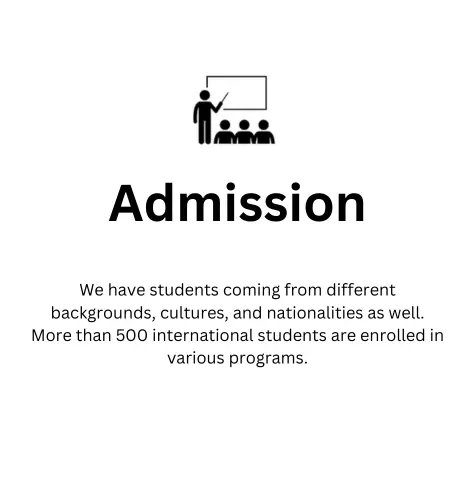 Admission
We have students coming from different
backgrounds, cultures, and nationalities as well.
More than 500 international students are enrolled in
various programs.